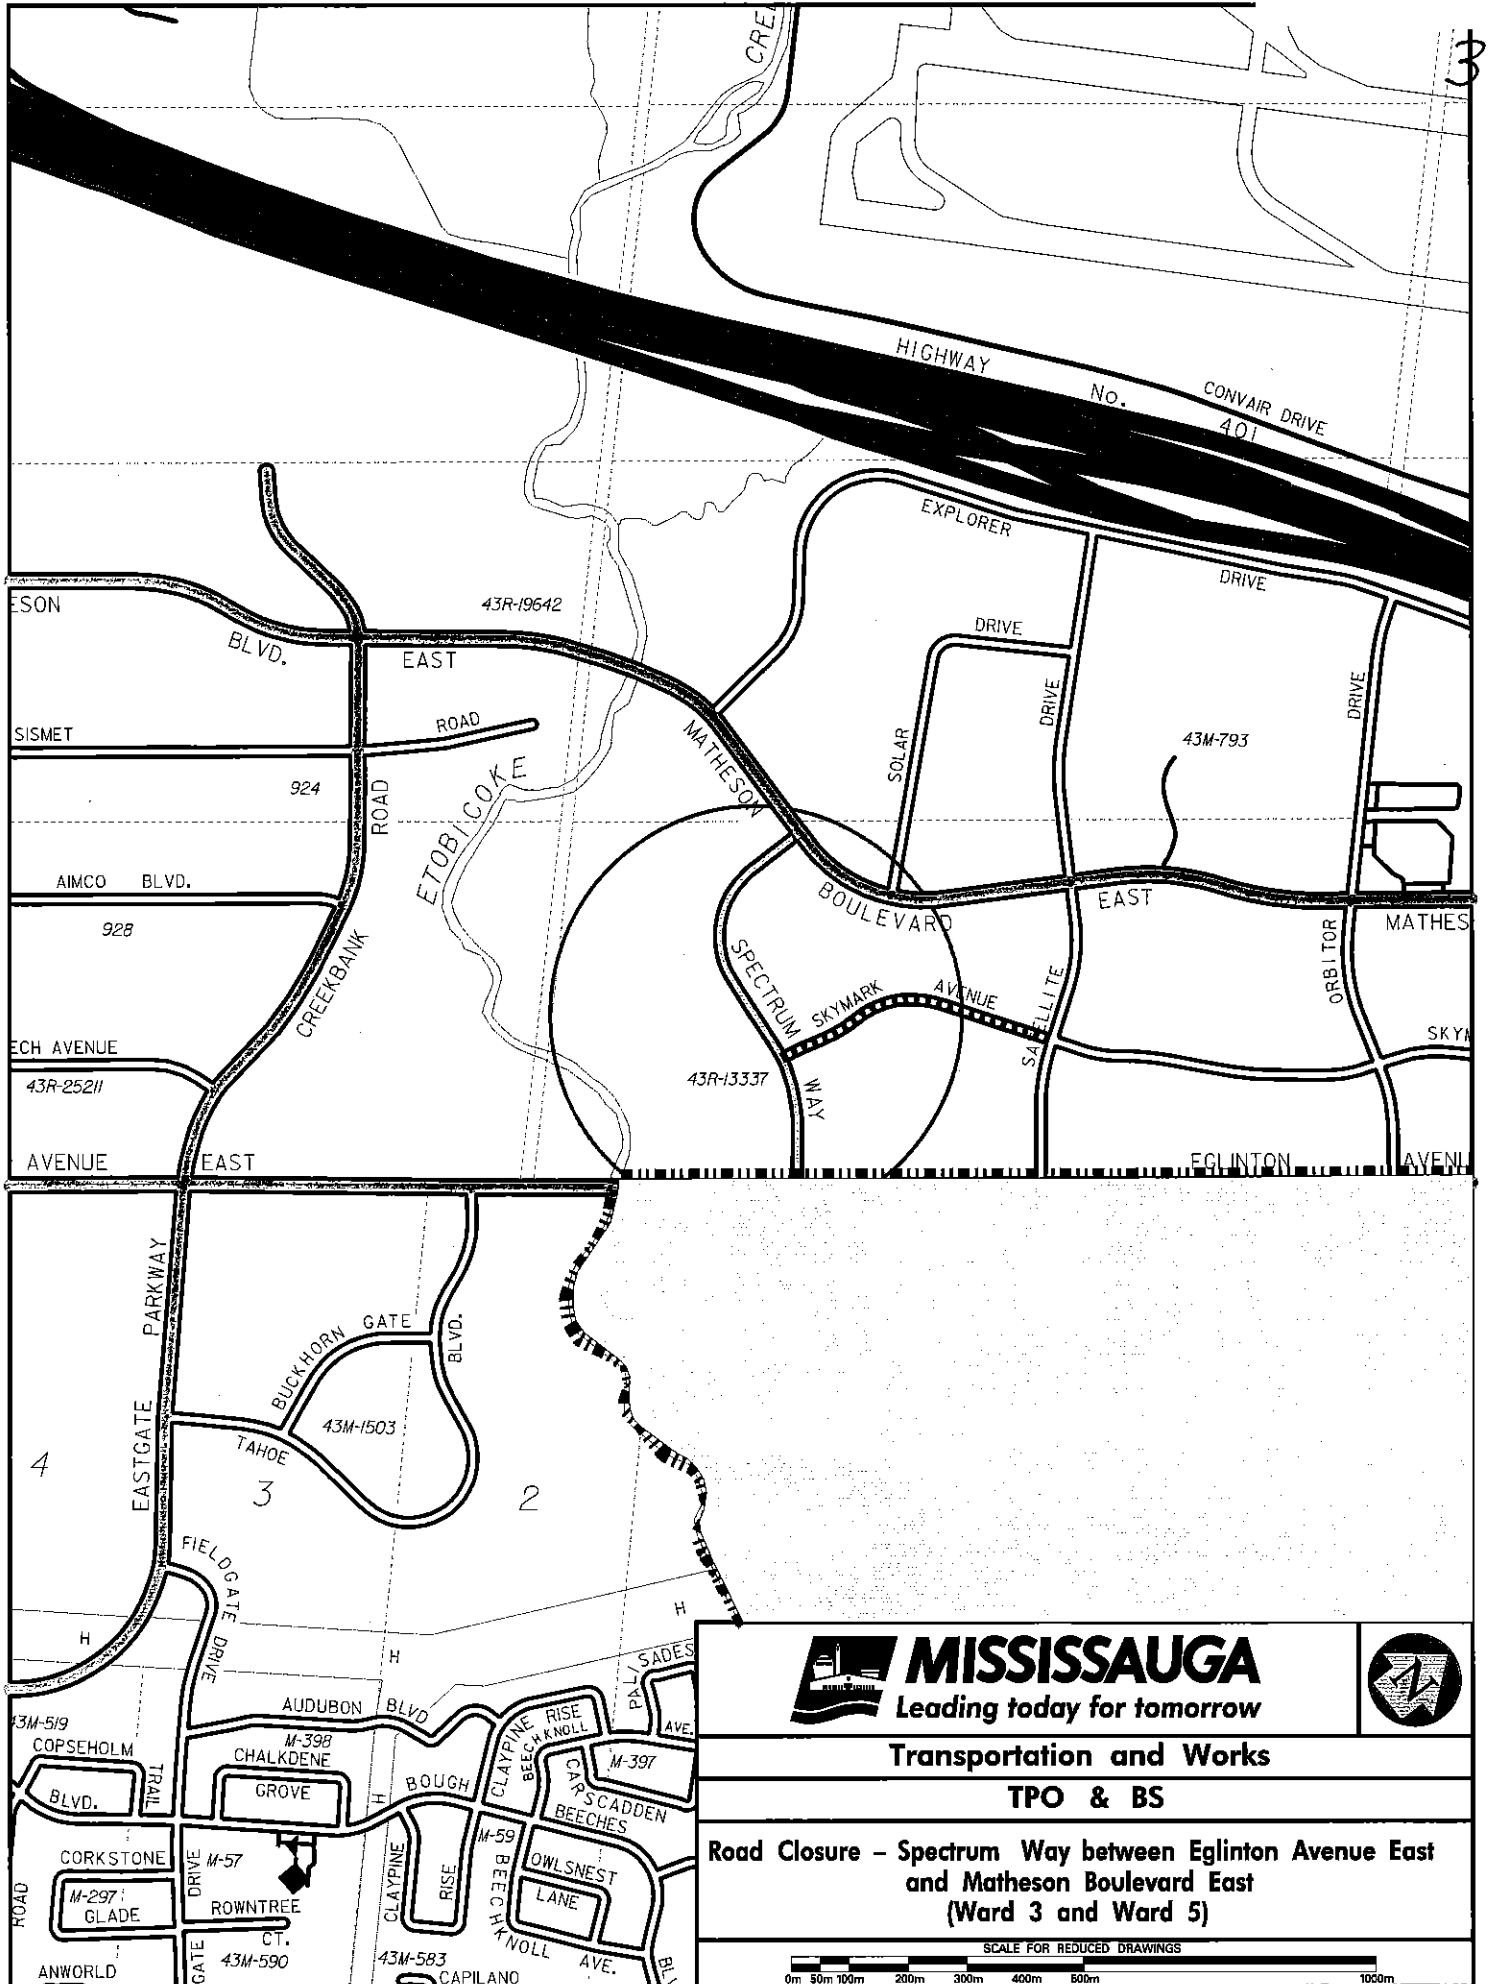 3
CREE
HIGHWAY
No.
401
CONVAIR DRIVE
EXPLORER
DRIVE
ESON
BLVD.
EAST
43R-19642
DRIVE
DRIVE
DRIVE
SISMET
ROAD
MATHESON
SOLAR
43M-793
924
ROAD
ETOBICOKE
AIMCO BLVD.
BOULEVARD
EAST
MATHES
928
CREEKBANK
SPECTRUM
SKYMARK
AVENUE
SATELLITE
ORBITOR
ECH AVENUE
SKYM
43R-25211
43R-13337
WAY
AVENUE
EAST
EGLINTON
AVENU
PARKWAY
BUCKHORN
GATE
BLVD.
EASTGATE
43M-1503
TAHOE
4
3
2
FIELDGATE
DRIVE
H
H
H
PALISADES
AUDUBON
BLVD
43M-519
M-398
COPSEHOLM
CHALKDENE
TRAIL
GROVE
BLVD.
BOUGH
H
CLAYPINE
RISE
BEECHKNOLL
AVE.
M-397
CARSCADDEN
BEECHES
CORKSTONE
M-57
DRIVE
M-59
OWLSNEST
LANE
CLAYPINE
RISE
BEECHKNOLL
AVE.
ROAD
M-297
GLADE
ROWNTREE
CT.
GATE
43M-590
43M-583
CAPILANO
ANWORLD
BLV
MISSISSAUGA
Leading today for tomorrow
N
Transportation and Works
TPO & BS
Road Closure – Spectrum Way between Eglinton Avenue East
and Matheson Boulevard East
(Ward 3 and Ward 5)
SCALE FOR REDUCED DRAWINGS
0m 50m 100m 200m 300m 400m 500m 1000m